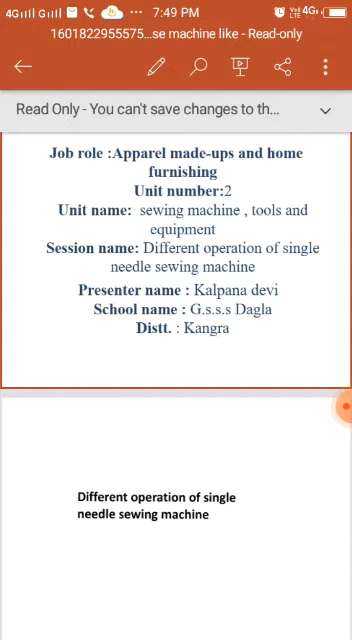 4G 7:49 PM 4G
1601822955575...se machine like - Read-only
Read Only - You can't save changes to th...
Job role :Apparel made-ups and home
furnishing
Unit number:2
Unit name: sewing machine , tools and
equipment
Session name: Different operation of single
needle sewing machine
Presenter name : Kalpana devi
School name : G.s.s.s Dagla
Distt. : Kangra
Different operation of single
needle sewing machine